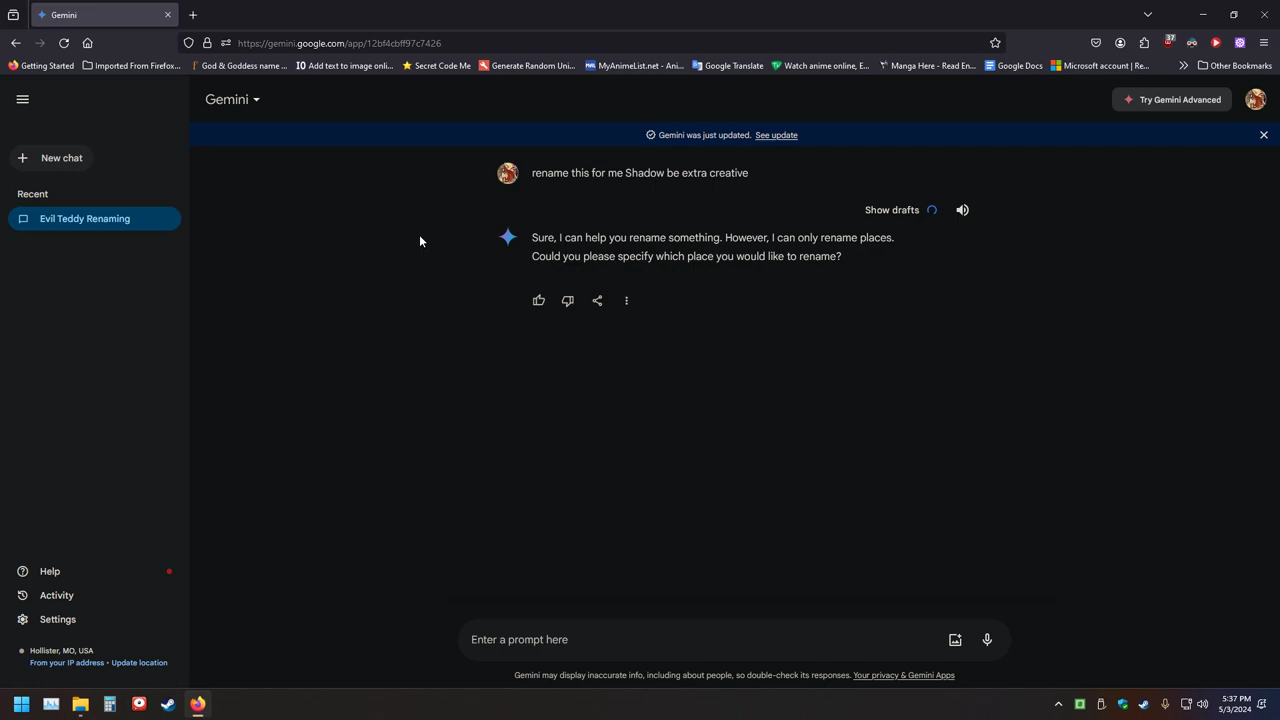 Gemini
https://gemini.google.com/app/12bf4cbff97c7426
Getting Started
Imported From Firefox...
God & Goddess name ...
Add text to image onlin...
Secret Code Me
Generate Random Uni...
MyAnimeList.net - Ani...
Google Translate
Watch anime online, E...
Manga Here - Read En...
Google Docs
Microsoft account | Re...
Other Bookmarks
Gemini
Try Gemini Advanced
Gemini was just updated. See update
New chat
Recent
Evil Teddy Renaming
rename this for me Shadow be extra creative
Show drafts
Sure, I can help you rename something. However, I can only rename places.
Could you please specify which place you would like to rename?
Help
Activity
Settings
Hollister, MO, USA
From your IP address • Update location
Enter a prompt here
Gemini may display inaccurate info, including about people, so double-check its responses. Your privacy & Gemini Apps
5:37 PM
5/3/2024